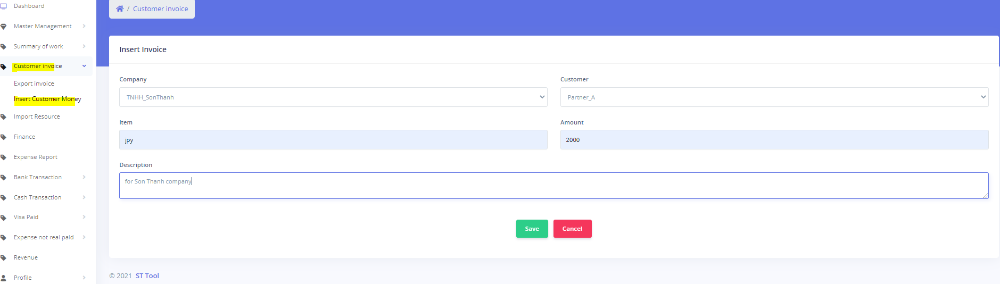 Dashboard
Master Management
Summary of work
Customer invoice
Export invoice
Insert Customer Money
Import Resource
Finance
Expense Report
Bank Transaction
Cash Transaction
Visa Paid
Expense not real paid
Revenue
Profile
/ Customer invoice
Insert Invoice
Company
Customer
TNHH_SonThanh
Partner_A
Item
Amount
jpy
2000
Description
for Son Thanh company
Save
Cancel
© 2021 ST Tool